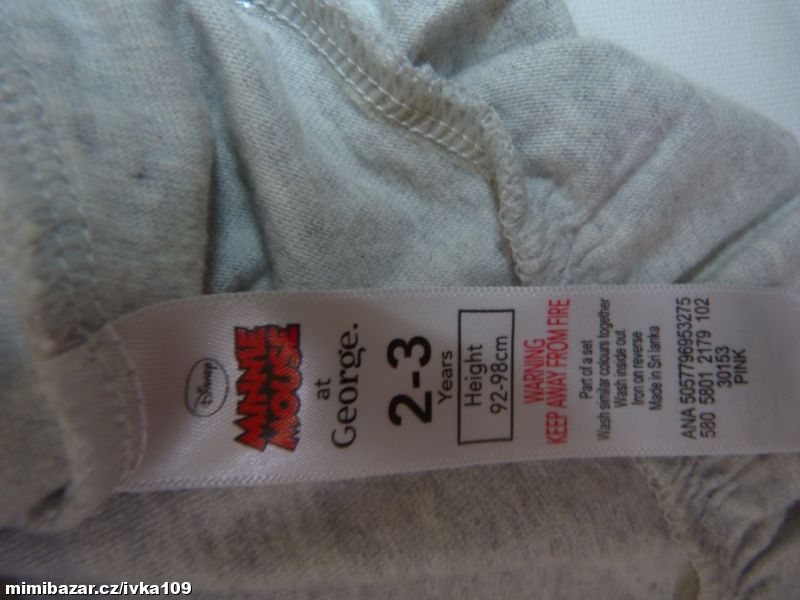 Disney
MINNIE
MOUSE
at
George.
2-3
Years
Height
92-98cm
WARNING
KEEP AWAY FROM FIRE
Part of a set
Wash similar colours together
Wash inside out
Iron on reverse
Made in Sri lanka
ANA 5057796953275
580 5801 2179 102
30153
PINK
mimibazar.cz/ivka109